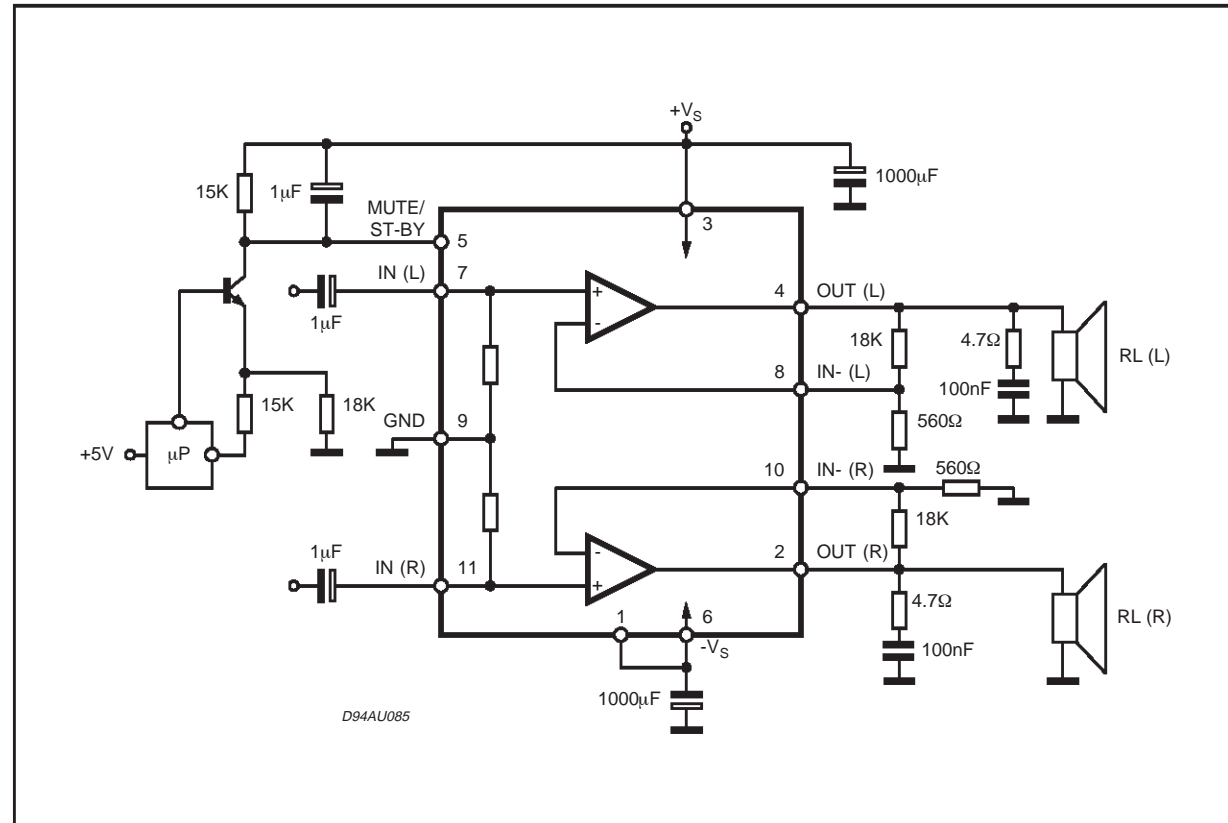 +VS
1000μF
15K
1μF
MUTE/
ST-BY
3
5
IN (L)
7
1μF
+
-
4
OUT (L)
18K
4.7Ω
RL (L)
8
IN- (L)
100nF
560Ω
15K
18K
GND
9
+5V
μP
10
IN- (R)
560Ω
18K
1μF
IN (R)
11
-
+
2
OUT (R)
4.7Ω
RL (R)
100nF
1
6
-VS
1000μF
D94AU085